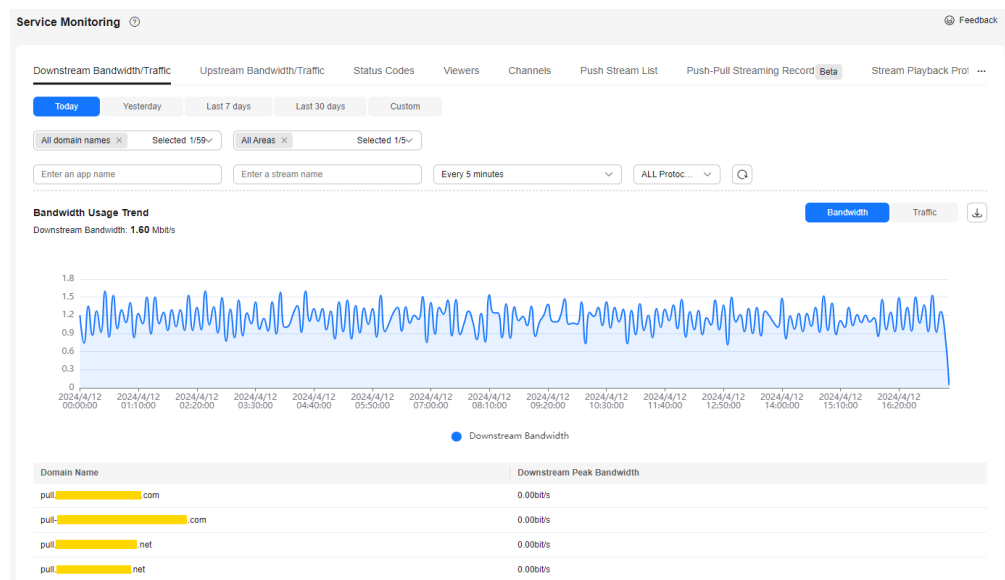 Service Monitoring ?
Feedback
Downstream Bandwidth/Traffic Upstream Bandwidth/Traffic Status Codes Viewers Channels Push Stream List Push-Pull Streaming Record Beta Stream Playback Prof ...
Today Yesterday Last 7 days Last 30 days Custom
All domain names × Selected 1/59 All Areas × Selected 1/5
Enter an app name Enter a stream name Every 5 minutes ALL Protoc...
Bandwidth Usage Trend Bandwidth Traffic
Downstream Bandwidth: 1.60 Mbit/s
1.8
1.5
1.2
0.9
0.6
0.3
0
2024/4/12 2024/4/12 2024/4/12 2024/4/12 2024/4/12 2024/4/12 2024/4/12 2024/4/12 2024/4/12 2024/4/12 2024/4/12 2024/4/12 2024/4/12 2024/4/12 2024/4/12
00:00:00 01:10:00 02:20:00 03:30:00 04:40:00 05:50:00 07:00:00 08:10:00 09:20:00 10:30:00 11:40:00 12:50:00 14:00:00 15:10:00 16:20:00
Downstream Bandwidth
Domain Name Downstream Peak Bandwidth
pull. .com 0.00bit/s
pull- .com 0.00bit/s
pull. .net 0.00bit/s
pull. .net 0.00bit/s